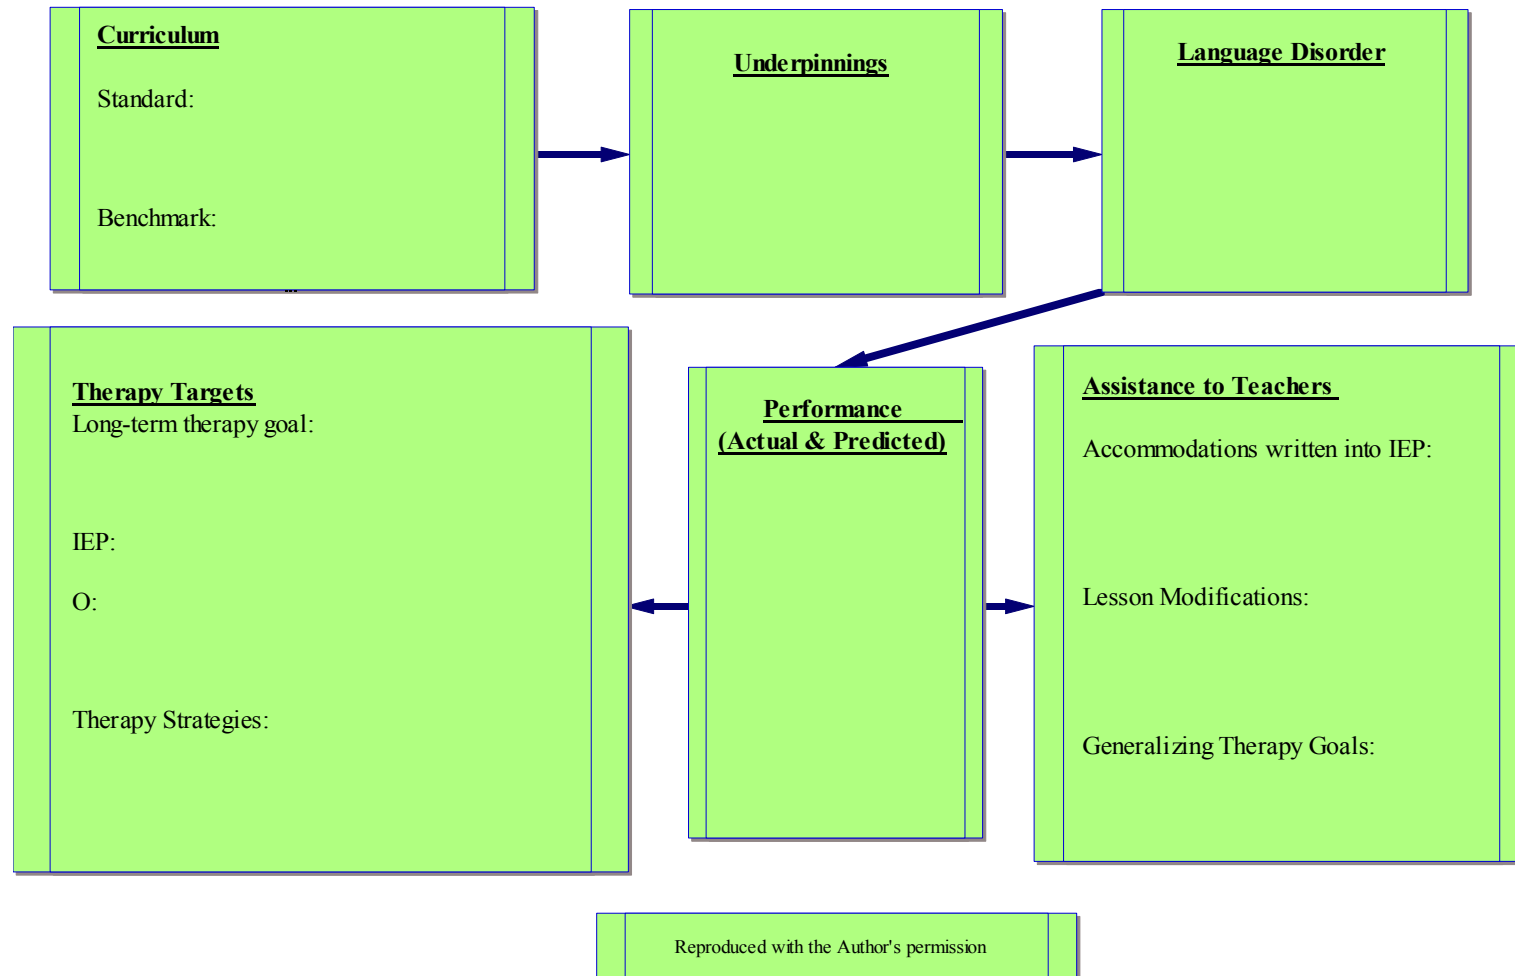 Curriculum
Standard:
Benchmark:
Underpinnings
Language Disorder
Therapy Targets
Long-term therapy goal:
IEP:
O:
Therapy Strategies:
Performance
(Actual & Predicted)
Assistance to Teachers
Accommodations written into IEP:
Lesson Modifications:
Generalizing Therapy Goals:
Reproduced with the Author's permission